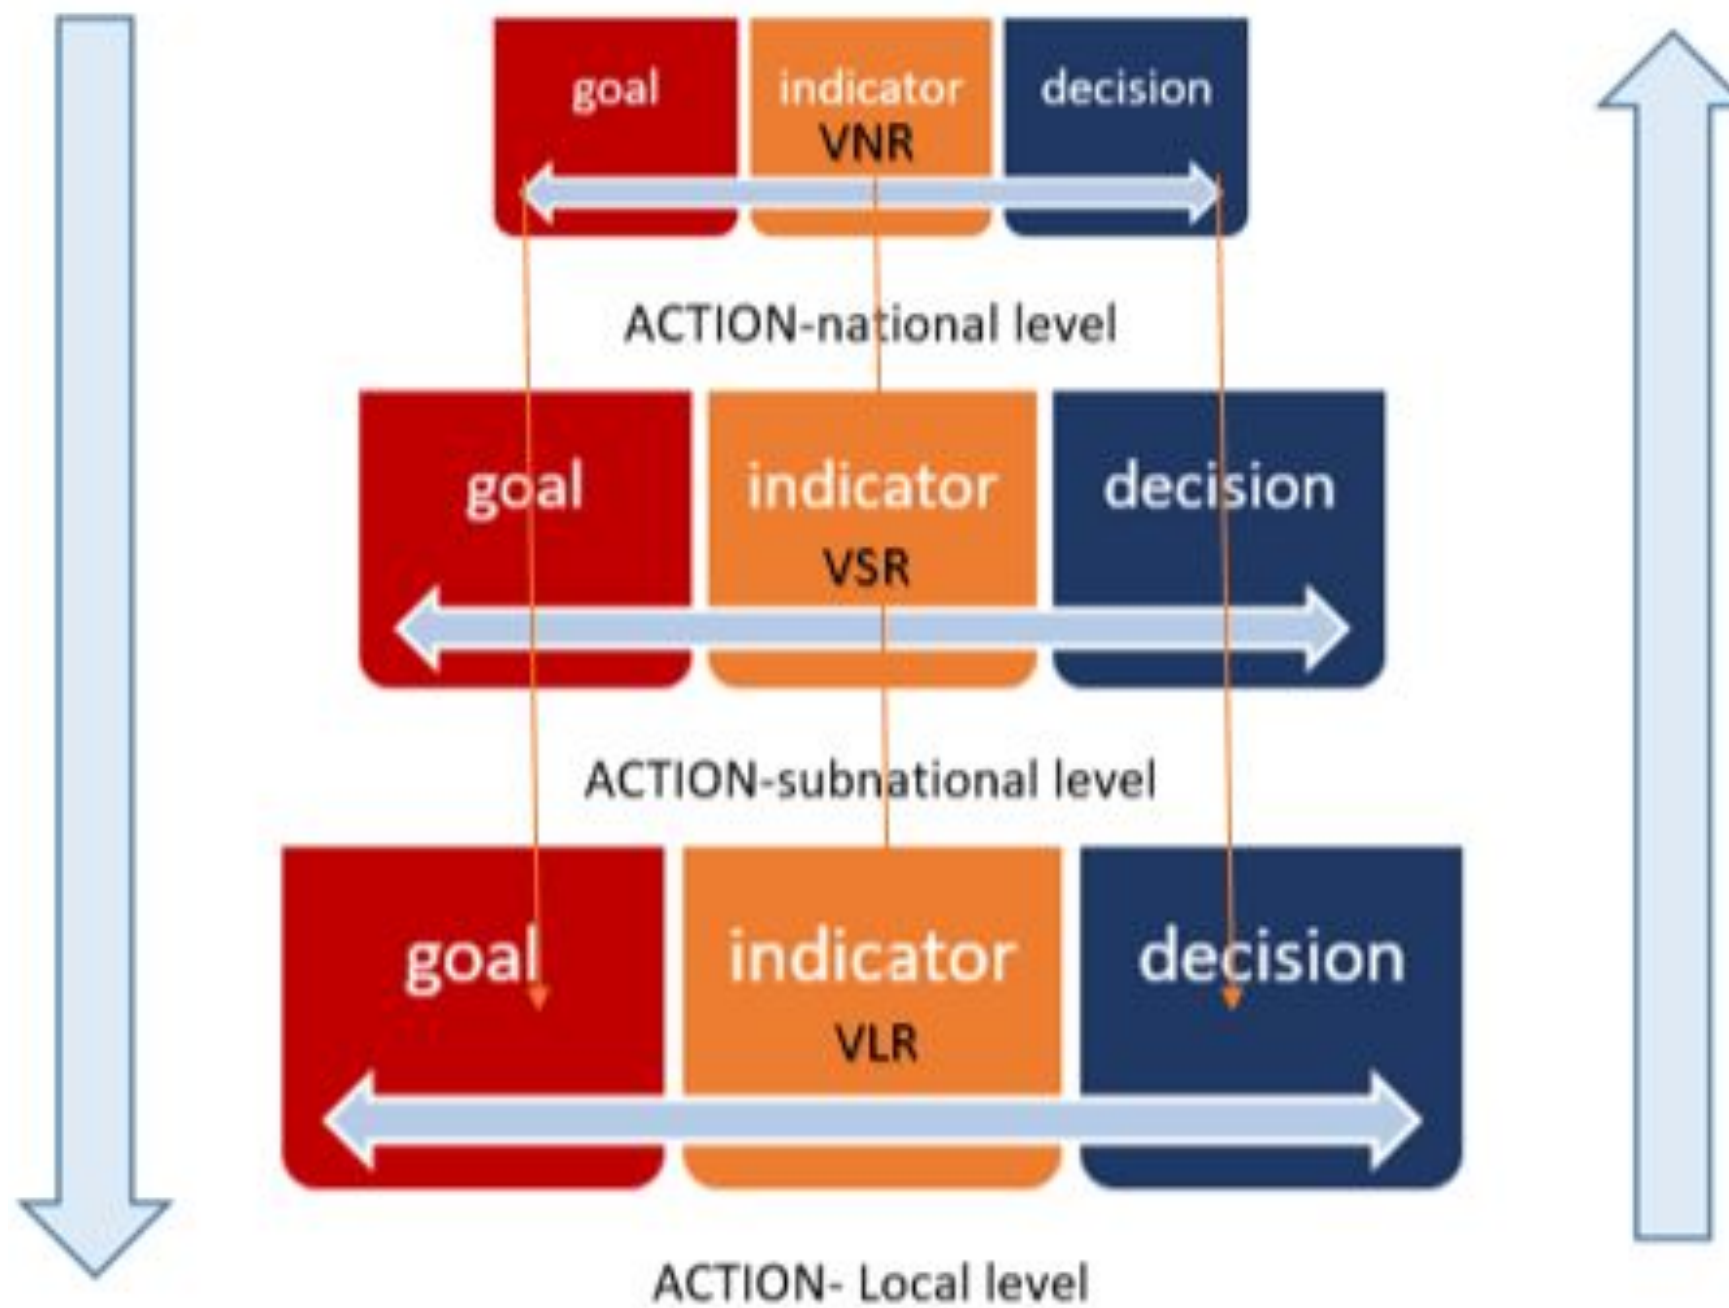 goal indicator decision
VNR
ACTION-national level
goal indicator decision
VSR
ACTION-subnational level
goal indicator decision
VLR
ACTION- Local level